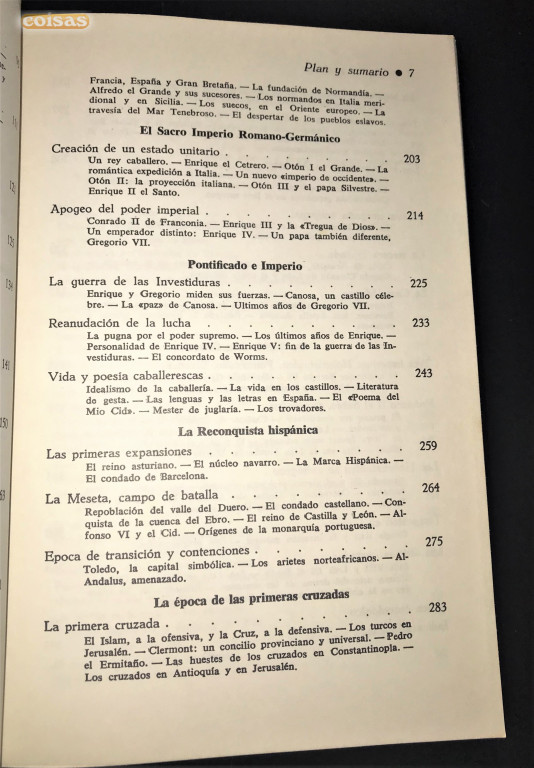 coisas
Plan y sumario ● 7
Francia, España y Gran Bretaña. — La fundación de Normandía. —
Alfredo el Grande y sus sucesores. — Los normandos en Italia meri-
dional y en Sicilia. — Los suecos, en el Oriente europeo. — La
travesía del Mar Tenebroso. — El despertar de los pueblos eslavos.
El Sacro Imperio Romano-Germánico
Creación de un estado unitario . . . . . . . . 203
Un rey caballero. — Enrique el Cetrero. — Otón I el Grande. — La
romántica expedición a Italia. — Un nuevo «imperio de occidente». —
Otón II: la proyección italiana. — Otón III y el papa Silvestre. —
Enrique II el Santo.
Apogeo del poder imperial . . . . . . . . . 214
Conrado II de Franconia. — Enrique III y la «Tregua de Dios». —
Un emperador distinto: Enrique IV. — Un papa también diferente,
Gregorio VII.
Pontificado e Imperio
La guerra de las Investiduras . . . . . . . . 225
Enrique y Gregorio miden sus fuerzas. — Canosa, un castillo céle-
bre. — La «paz» de Canosa. — Ultimos años de Gregorio VII.
Reanudación de la lucha . . . . . . . . . 233
La pugna por el poder supremo. — Los últimos años de Enrique. —
Personalidad de Enrique IV. — Enrique V: fin de la guerra de las In-
vestiduras. — El concordato de Worms.
Vida y poesía caballerescas . . . . . . . . . 243
Idealismo de la caballería. — La vida en los castillos. — Literatura
de gesta. — Las lenguas y las letras en España. — El «Poema del
Mío Cid». — Mester de juglaría. — Los trovadores.
La Reconquista hispánica
Las primeras expansiones . . . . . . . . . 259
El reino asturiano. — El núcleo navarro. — La Marca Hispánica. —
El condado de Barcelona.
La Meseta, campo de batalla . . . . . . . . 264
Repoblación del valle del Duero. — El condado castellano. — Con-
quista de la cuenca del Ebro. — El reino de Castilla y León. — Al-
fonso VI y el Cid. — Orígenes de la monarquía portuguesa.
Epoca de transición y contenciones . . . . . . . 275
Toledo, la capital simbólica. — Los arietes norteafricanos. — Al-
Andalus, amenazado.
La época de las primeras cruzadas
La primera cruzada . . . . . . . . . . 283
El Islam, a la ofensiva, y la Cruz, a la defensiva. — Los turcos en
Jerusalén. — Clermont: un concilio provinciano y universal. — Pedro
el Ermitaño. — Las huestes de los cruzados en Constantinopla. —
Los cruzados en Antioquía y en Jerusalén.